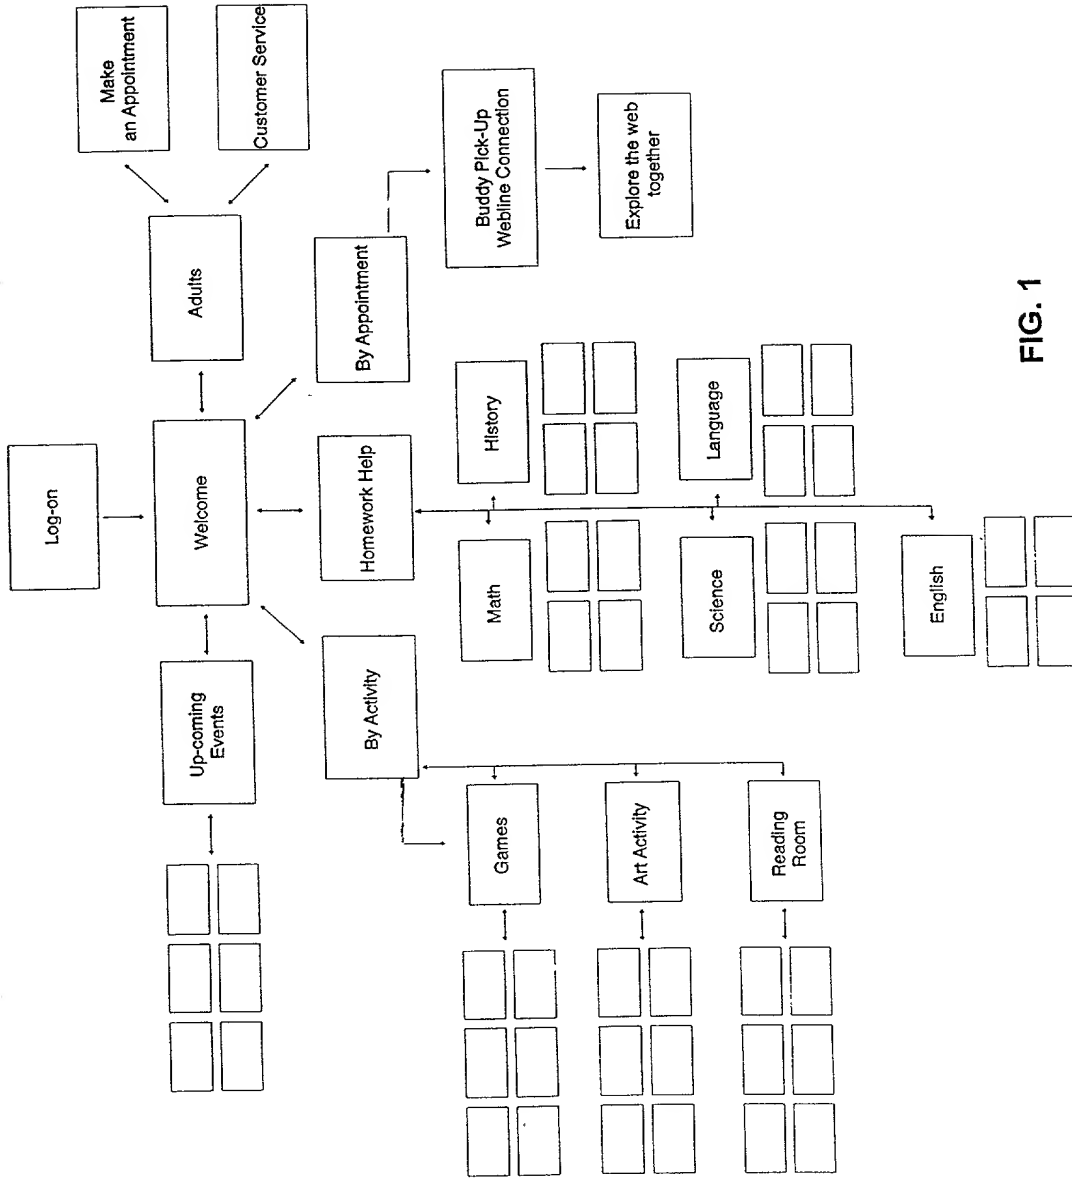 Log-on
Up-coming
Events
Welcome
Adults
Make
an Appointment
Customer Service
By Activity
Homework Help
By Appointment
Games
Math
History
Buddy Pick-Up
Webline Connection
Art Activity
Science
Language
Explore the web
together
Reading
Room
English
FIG. 1